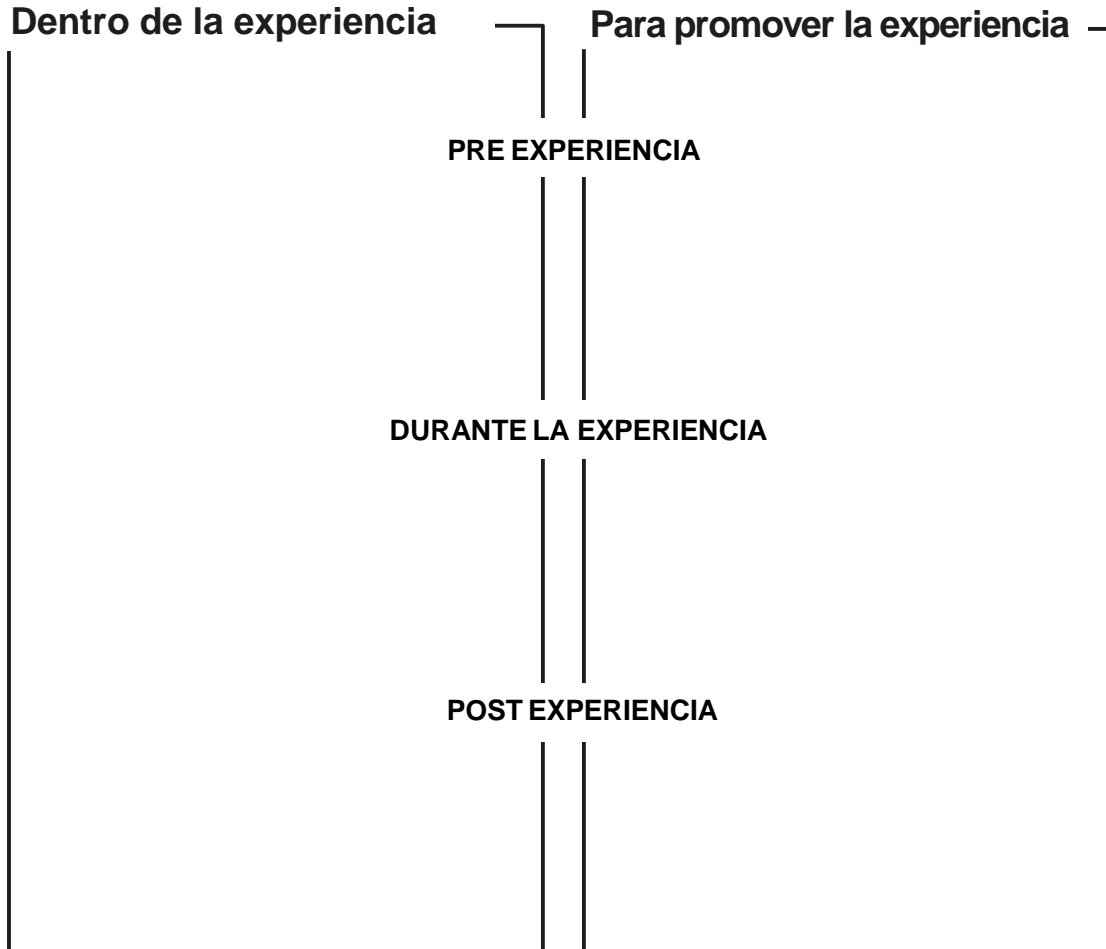 Dentro de la experiencia
Para promover la experiencia
PRE EXPERIENCIA
DURANTE LA EXPERIENCIA
POST EXPERIENCIA